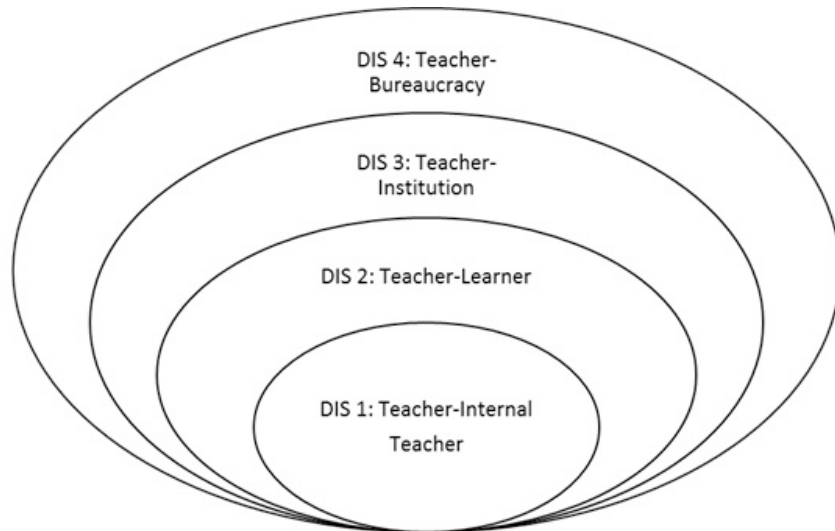 DIS 4: Teacher-
Bureaucracy
DIS 3: Teacher-
Institution
DIS 2: Teacher-Learner
DIS 1: Teacher-Internal
Teacher